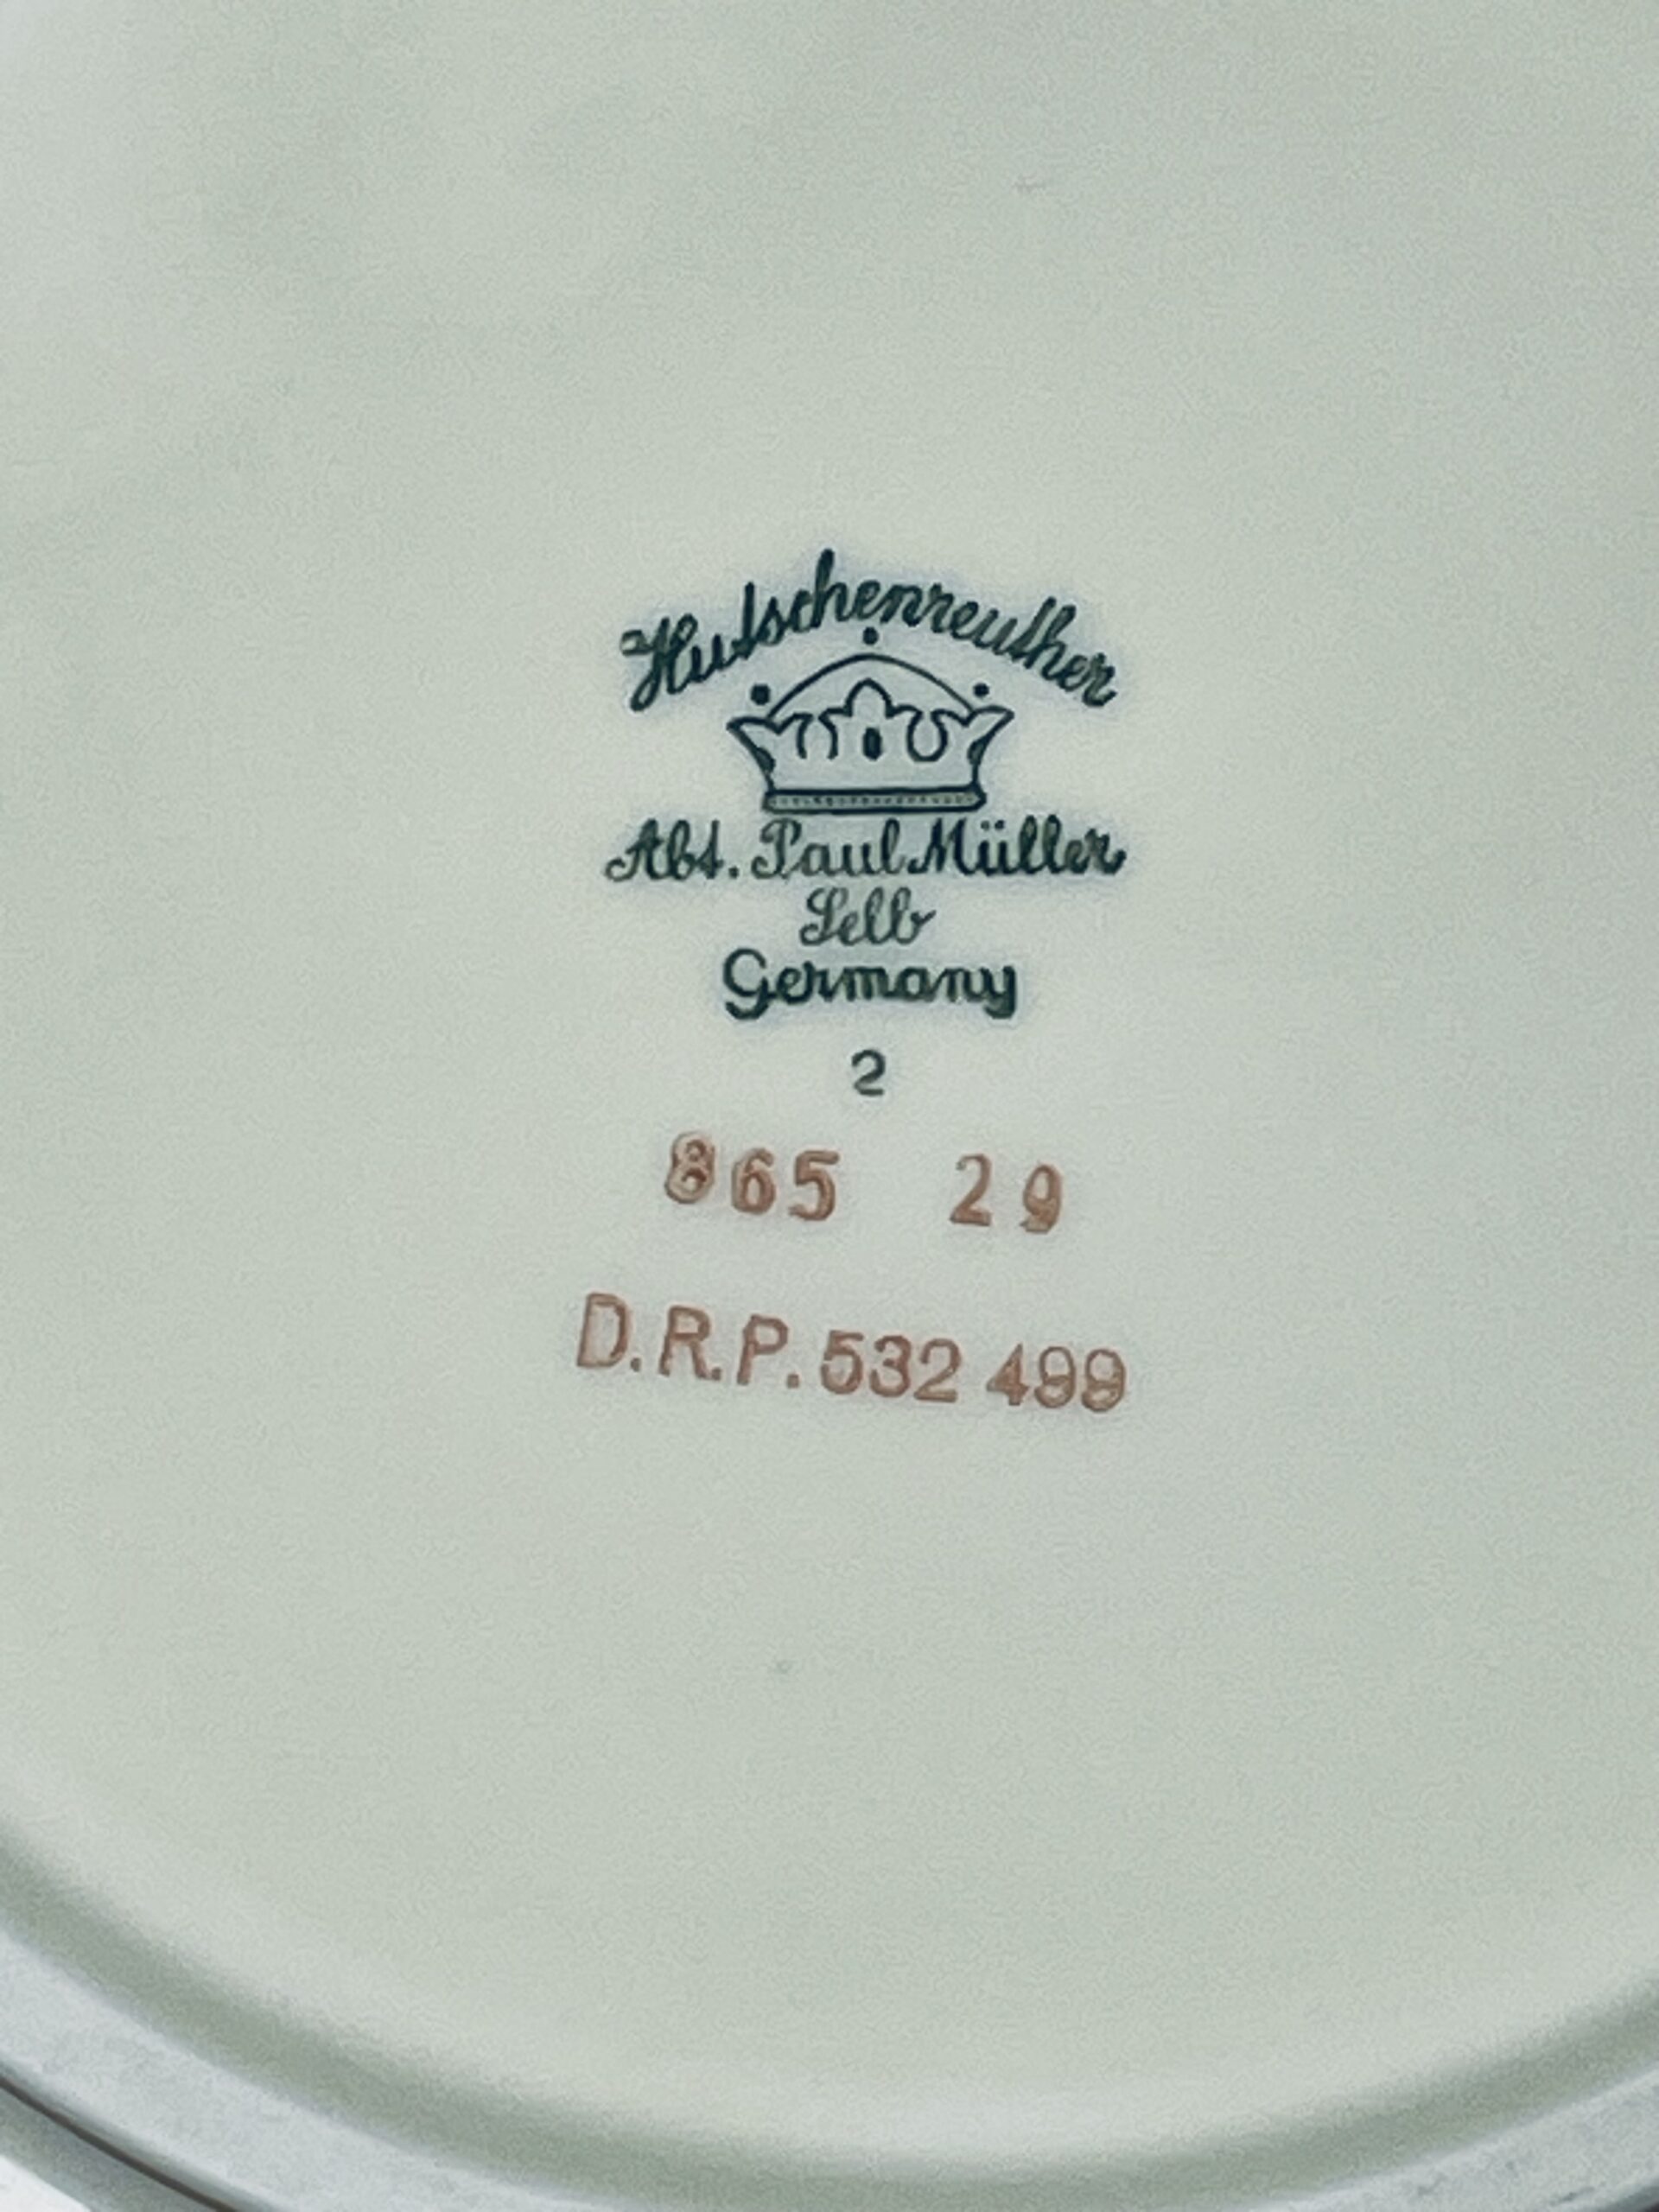 Hutschenreuther
Abt. Paul Müller
Selb
Germany
2
865 29
D.R.P. 532 499